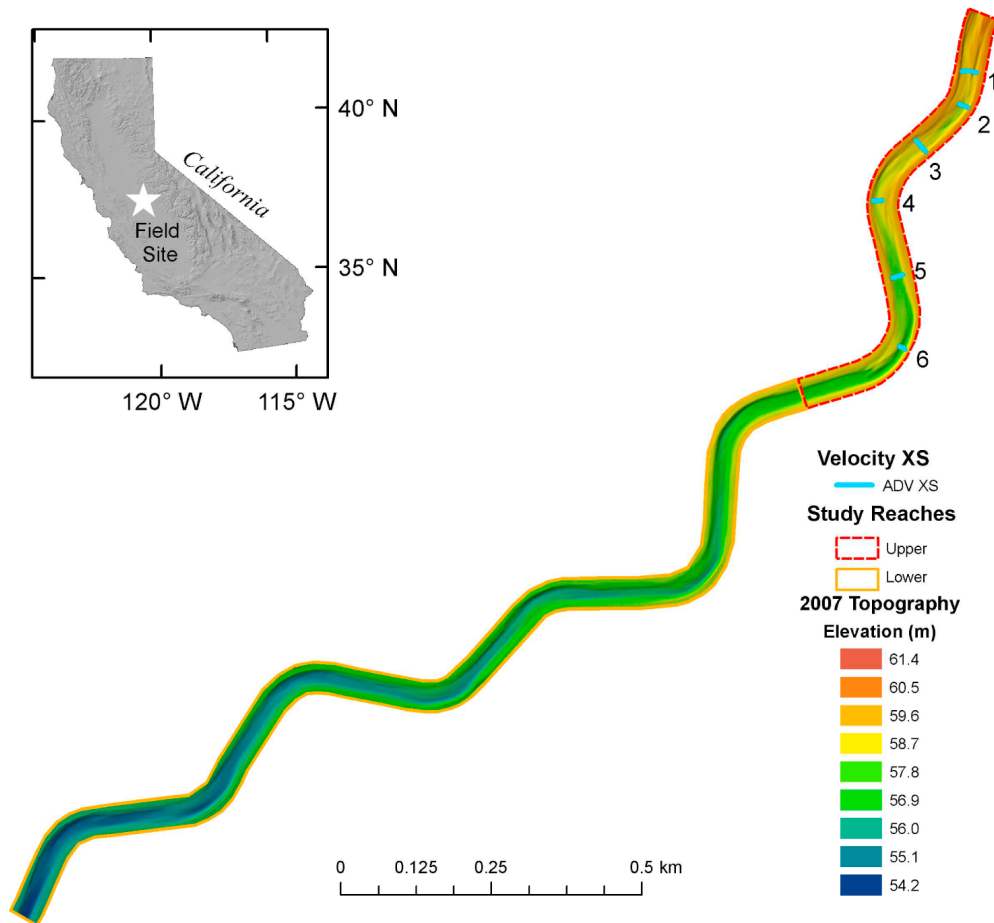 40° N
California
Field
Site
35° N
120° W
115° W
1
2
3
4
5
6
Velocity XS
ADV XS
Study Reaches
Upper
Lower
2007 Topography
Elevation (m)
61.4
60.5
59.6
58.7
57.8
56.9
56.0
55.1
54.2
0
0.125
0.25
0.5 km